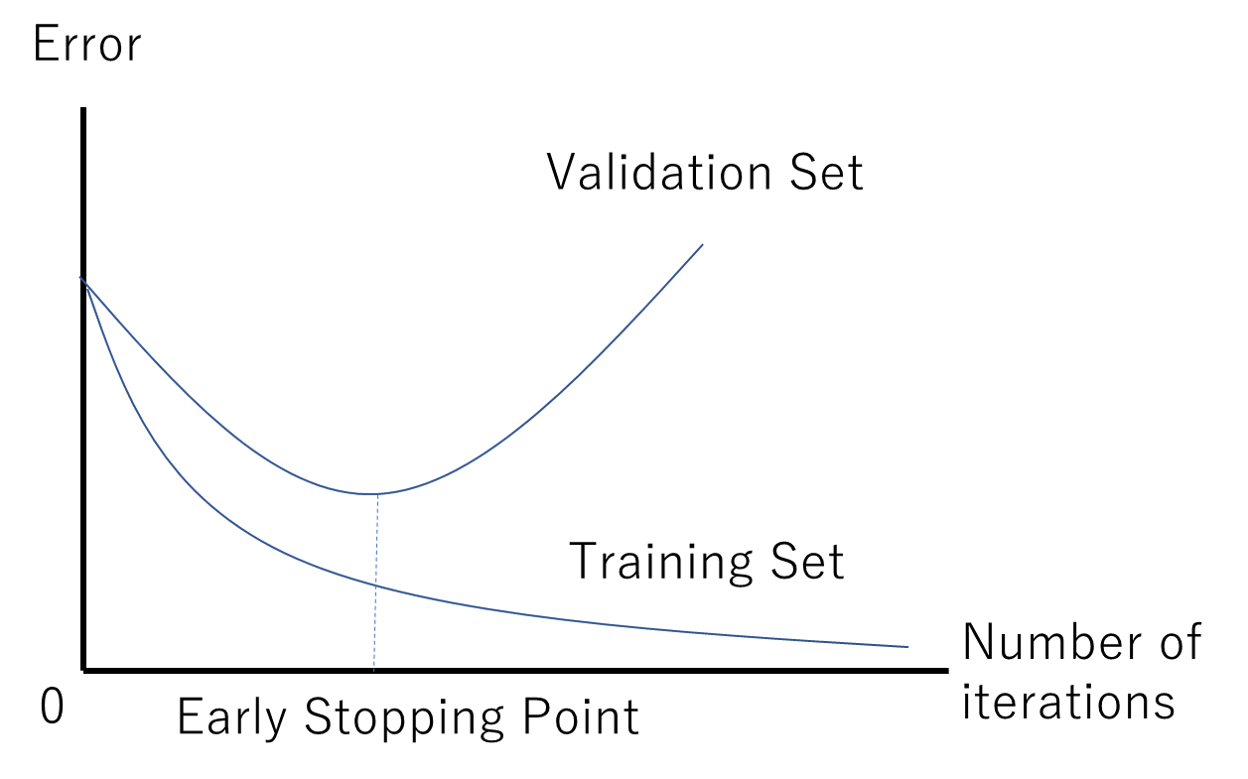 Error
Validation Set
Training Set
Number of
iterations
0
Early Stopping Point